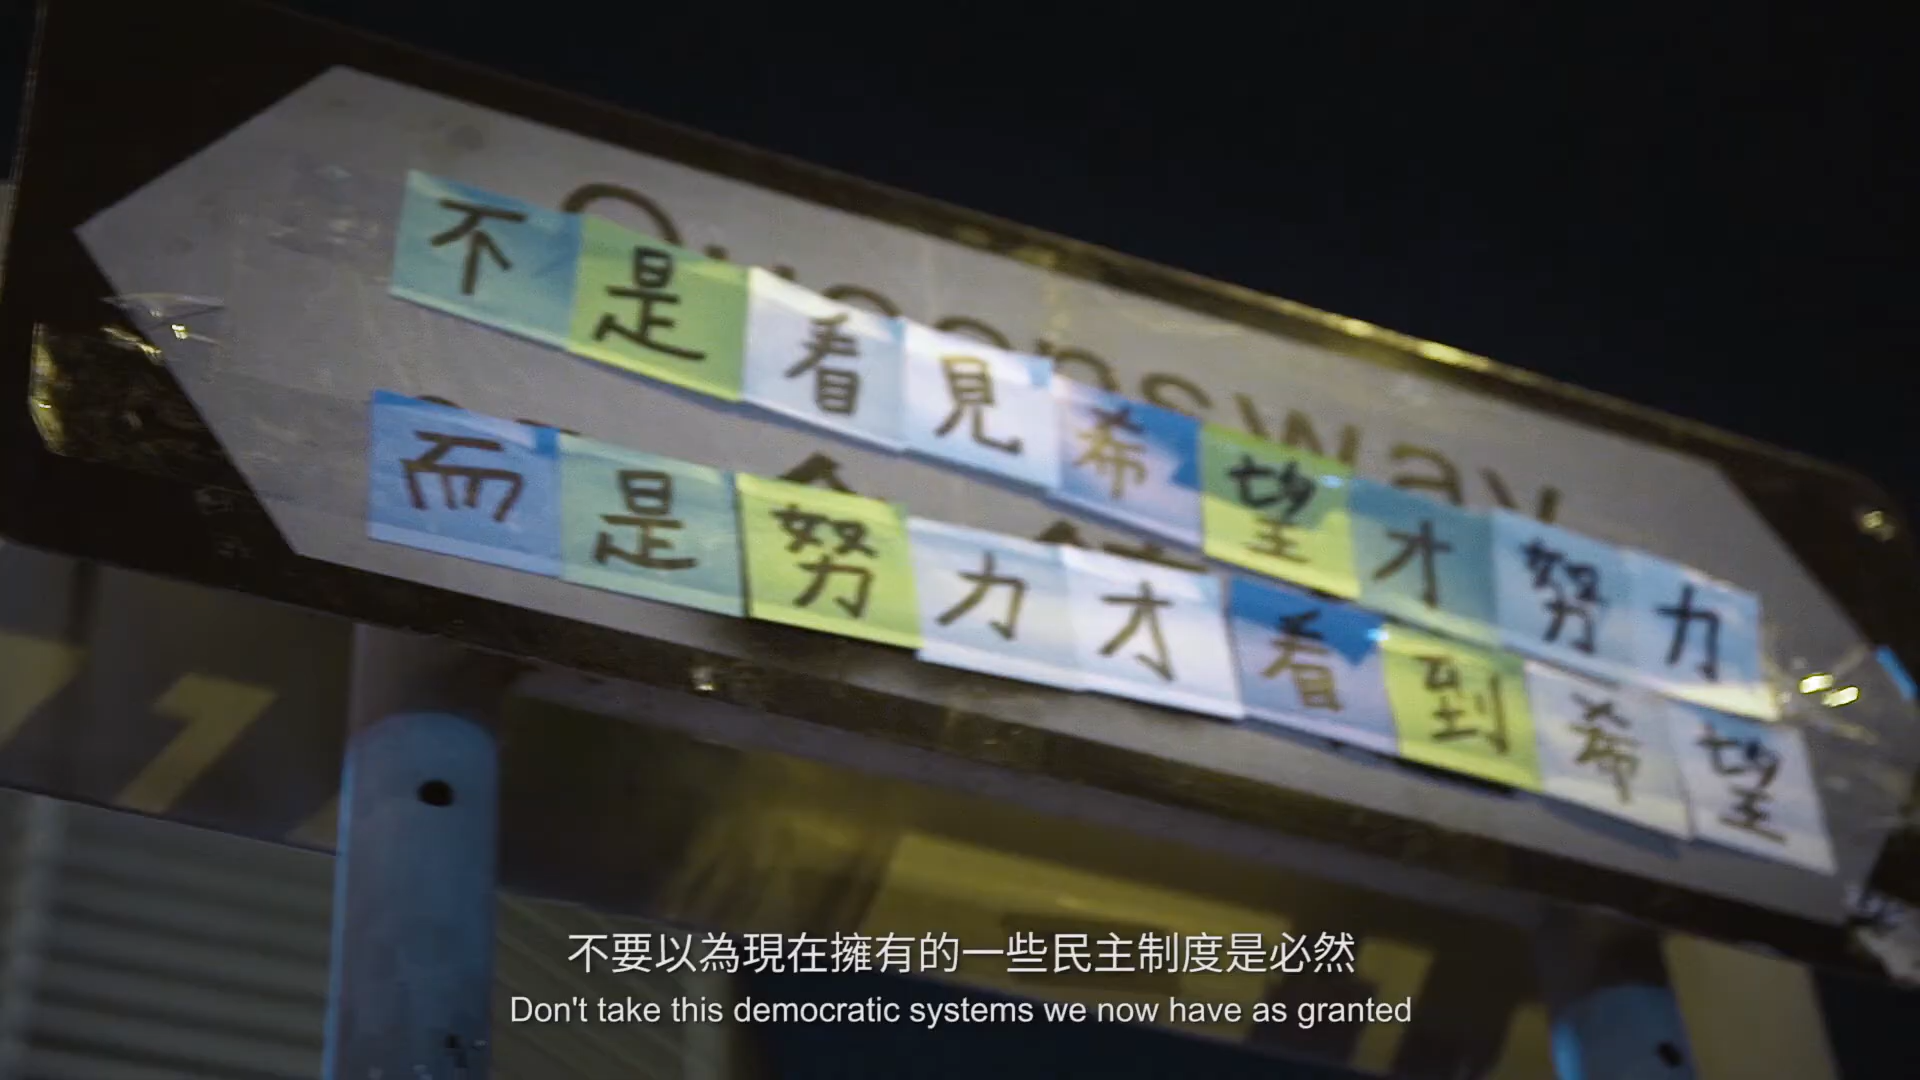 Queensway
不是看見希望才努力
而是努力才看到希望
不要以為現在擁有的一些民主制度是必然
Don't take this democratic systems we now have as granted